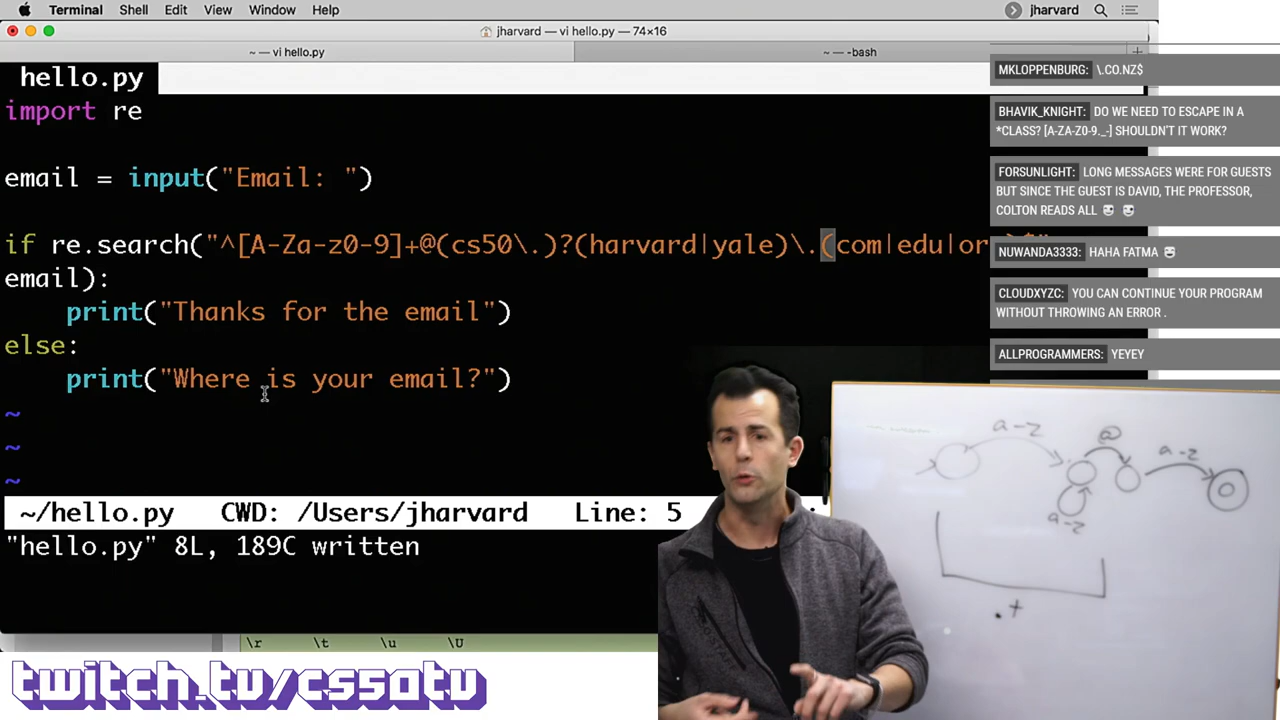 Terminal Shell Edit View Window Help jharvard
jharvard — vi hello.py — 74×16
~ — vi hello.py ~ — -bash +
hello.py
import re
email = input("Email: ")
if re.search("^[A-Za-z0-9]+@(cs50\.)?(harvard|yale)\.(com|edu|or
email):
print("Thanks for the email")
else:
print("Where is your email?")
~
~
~
~/hello.py CWD: /Users/jharvard Line: 5
"hello.py" 8L, 189C written
\r \t \u \U
twitch.tv/cs50tv
MKLOPPENBURG: \.CO.NZ$
BHAVIK_KNIGHT: DO WE NEED TO ESCAPE IN A
*CLASS? [A-ZA-Z0-9._-] SHOULDN'T IT WORK?
FORSUNLIGHT: LONG MESSAGES WERE FOR GUESTS
BUT SINCE THE GUEST IS DAVID, THE PROFESSOR,
COLTON READS ALL
NUWANDA3333: HAHA FATMA
CLOUDXYZC: YOU CAN CONTINUE YOUR PROGRAM
WITHOUT THROWING AN ERROR .
ALLPROGRAMMERS: YEYEY
a-z @ a-z
a-z
.+